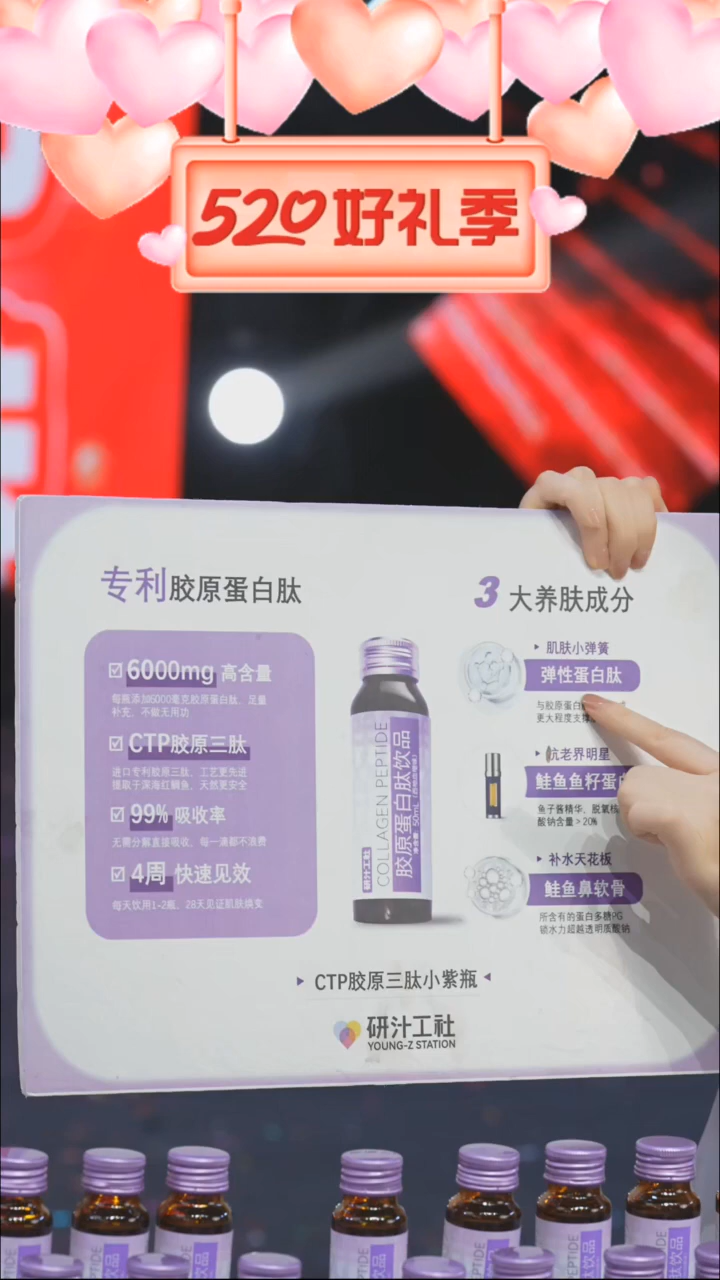 520好礼季
专利胶原蛋白肽
6000mg 高含量
每瓶添加6000毫克胶原蛋白肽，足量
补充，不做无用功
CTP胶原三肽
进口专利胶原三肽，工艺更先进
提取于深海红鲷鱼，天然更安全
99% 吸收率
无需分解直接吸收，每一滴都不浪费
4周 快速见效
每天饮用1-2瓶，28天见证肌肤焕变
COLLAGEN PEPTIDE
胶原蛋白肽饮品
50mL
研汁工社
3大养肤成分
肌肤小弹簧
弹性蛋白肽
与胶原蛋白
更大程度支撑
抗老界明星
鲑鱼鱼籽蛋
鱼子酱精华、脱氧核
酸钠含量>20%
补水天花板
鲑鱼鼻软骨
所含有的蛋白多糖PG
锁水力超越透明质酸钠
CTP胶原三肽小紫瓶
研汁工社
YOUNG-Z STATION